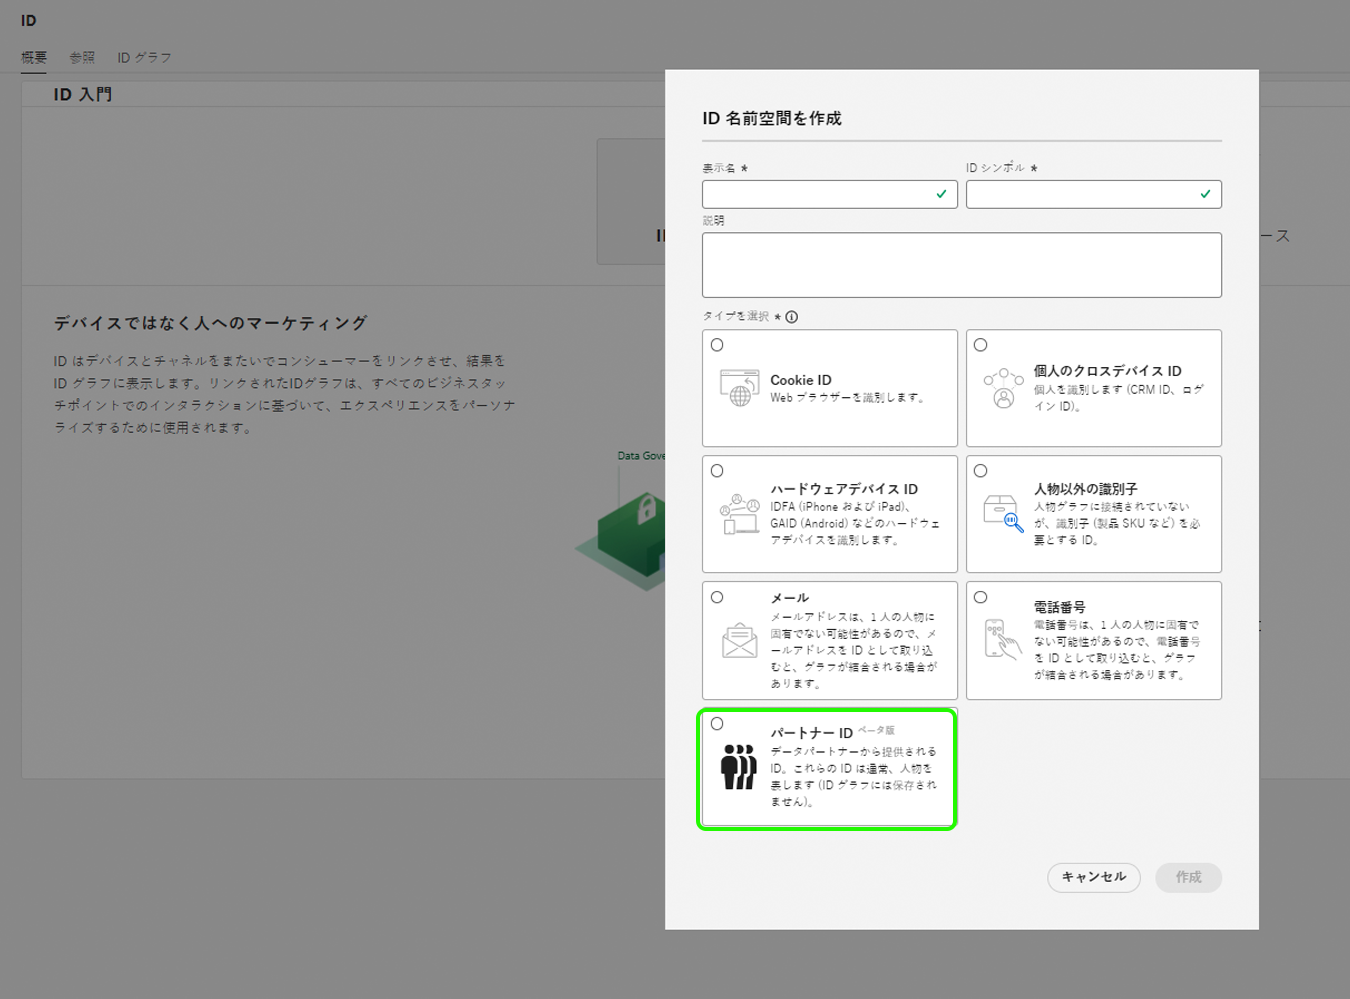 ID
概要 参照 ID グラフ
ID 入門
ース
デバイスではなく人へのマーケティング
ID はデバイスとチャネルをまたいでコンシューマーをリンクさせ、結果を
ID グラフに表示します。リンクされたIDグラフは、すべてのビジネスタッ
チポイントでのインタラクションに基づいて、エクスペリエンスをパーソナ
ライズするために使用されます。
Data Gove
ID 名前空間を作成
表示名 *
ID シンボル *
説明
タイプを選択 *
Cookie ID
Web ブラウザーを識別します。
個人のクロスデバイス ID
個人を識別します (CRM ID、ログ
イン ID)。
ハードウェアデバイス ID
IDFA (iPhone および iPad)、
GAID (Android) などのハードウェ
アデバイスを識別します。
人物以外の識別子
人物グラフに接続されていない
が、識別子 (製品 SKU など) を必
要とする ID。
メール
メールアドレスは、1 人の人物に
固有でない可能性があるので、メ
ールアドレスを ID として取り込
むと、グラフが結合される場合が
あります。
電話番号
電話番号は、1 人の人物に固有で
ない可能性があるので、電話番号
を ID として取り込むと、グラフ
が結合される場合があります。
パートナー ID ベータ版
データパートナーから提供される
ID。これらの ID は通常、人物を
表します (ID グラフには保存され
ません)。
キャンセル 作成